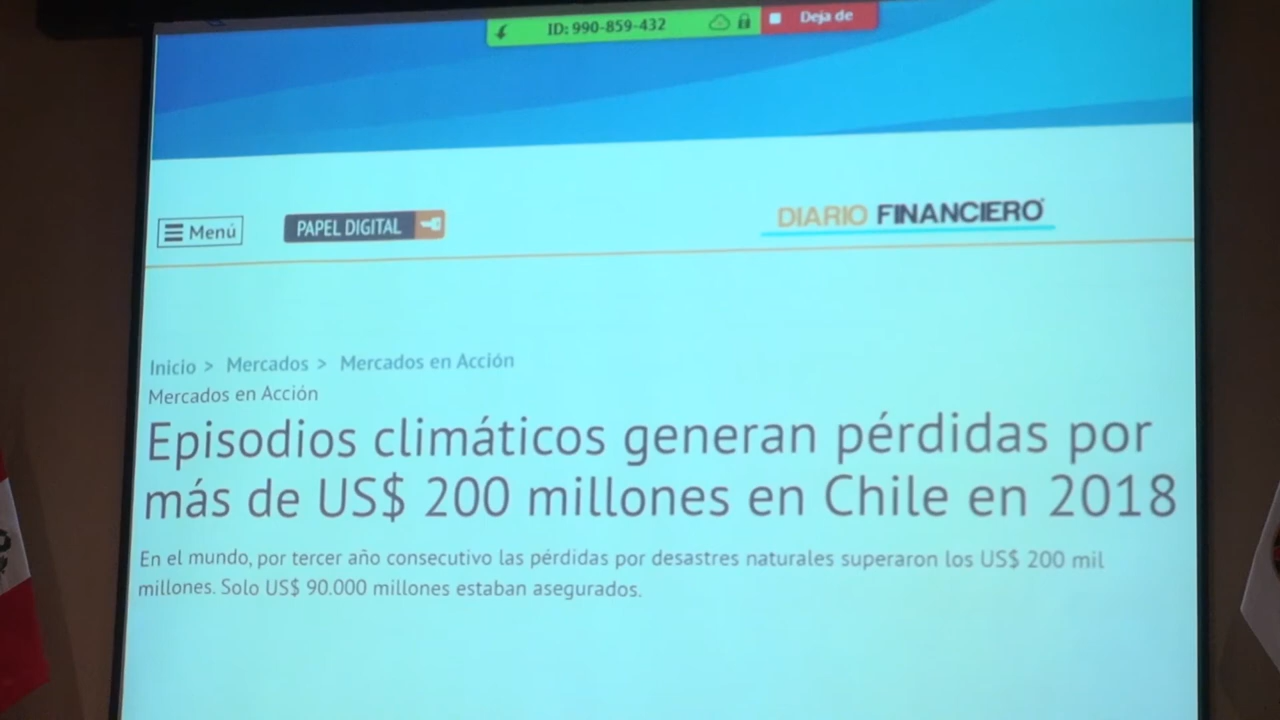 ID: 990-859-432
Deja de
Menú
PAPEL DIGITAL
DIARIO FINANCIERO
Inicio > Mercados > Mercados en Acción
Mercados en Acción
Episodios climáticos generan pérdidas por
más de US$ 200 millones en Chile en 2018
En el mundo, por tercer año consecutivo las pérdidas por desastres naturales superaron los US$ 200 mil
millones. Solo US$ 90.000 millones estaban asegurados.